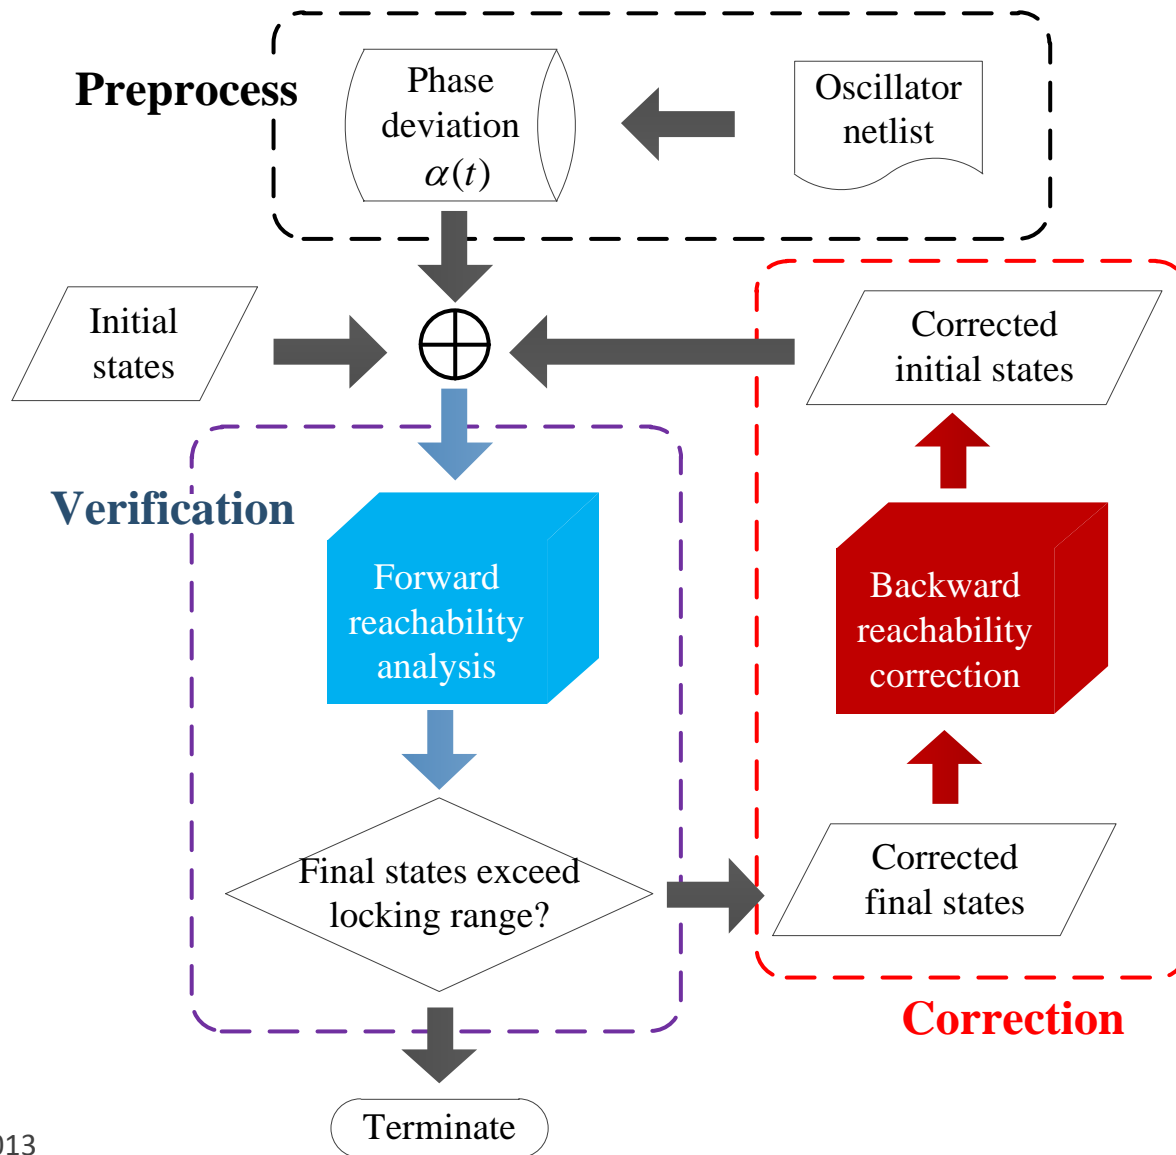 Preprocess
Phase
deviation
α(t)
Oscillator
netlist
Initial
states
Corrected
initial states
Verification
Forward
reachability
analysis
Backward
reachability
correction
Final states exceed
locking range?
Corrected
final states
Correction
Terminate
013